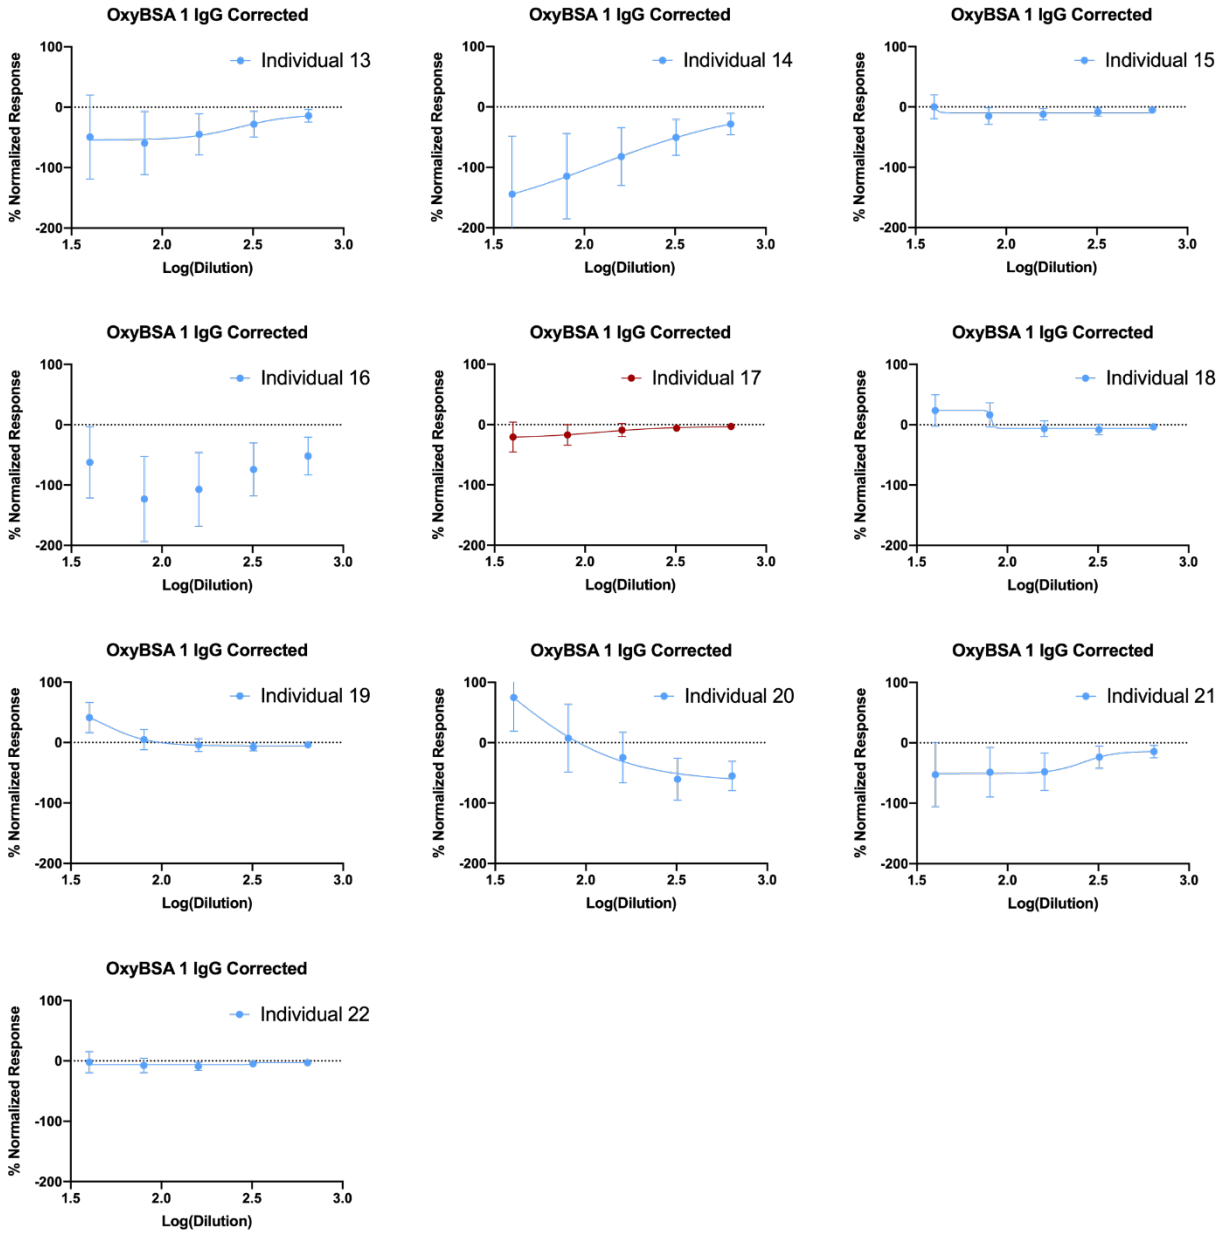 OxyBSA 1 IgG Corrected
Individual 13
% Normalized Response
100
0
-100
-200
1.5 2.0 2.5 3.0
Log(Dilution)
OxyBSA 1 IgG Corrected
Individual 14
% Normalized Response
100
0
-100
-200
1.5 2.0 2.5 3.0
Log(Dilution)
OxyBSA 1 IgG Corrected
Individual 15
% Normalized Response
100
0
-100
-200
1.5 2.0 2.5 3.0
Log(Dilution)
OxyBSA 1 IgG Corrected
Individual 16
% Normalized Response
100
0
-100
-200
1.5 2.0 2.5 3.0
Log(Dilution)
OxyBSA 1 IgG Corrected
Individual 17
% Normalized Response
100
0
-100
-200
1.5 2.0 2.5 3.0
Log(Dilution)
OxyBSA 1 IgG Corrected
Individual 18
% Normalized Response
100
0
-100
-200
1.5 2.0 2.5 3.0
Log(Dilution)
OxyBSA 1 IgG Corrected
Individual 19
% Normalized Response
100
0
-100
-200
1.5 2.0 2.5 3.0
Log(Dilution)
OxyBSA 1 IgG Corrected
Individual 20
% Normalized Response
100
0
-100
-200
1.5 2.0 2.5 3.0
Log(Dilution)
OxyBSA 1 IgG Corrected
Individual 21
% Normalized Response
100
0
-100
-200
1.5 2.0 2.5 3.0
Log(Dilution)
OxyBSA 1 IgG Corrected
Individual 22
% Normalized Response
100
0
-100
-200
1.5 2.0 2.5 3.0
Log(Dilution)